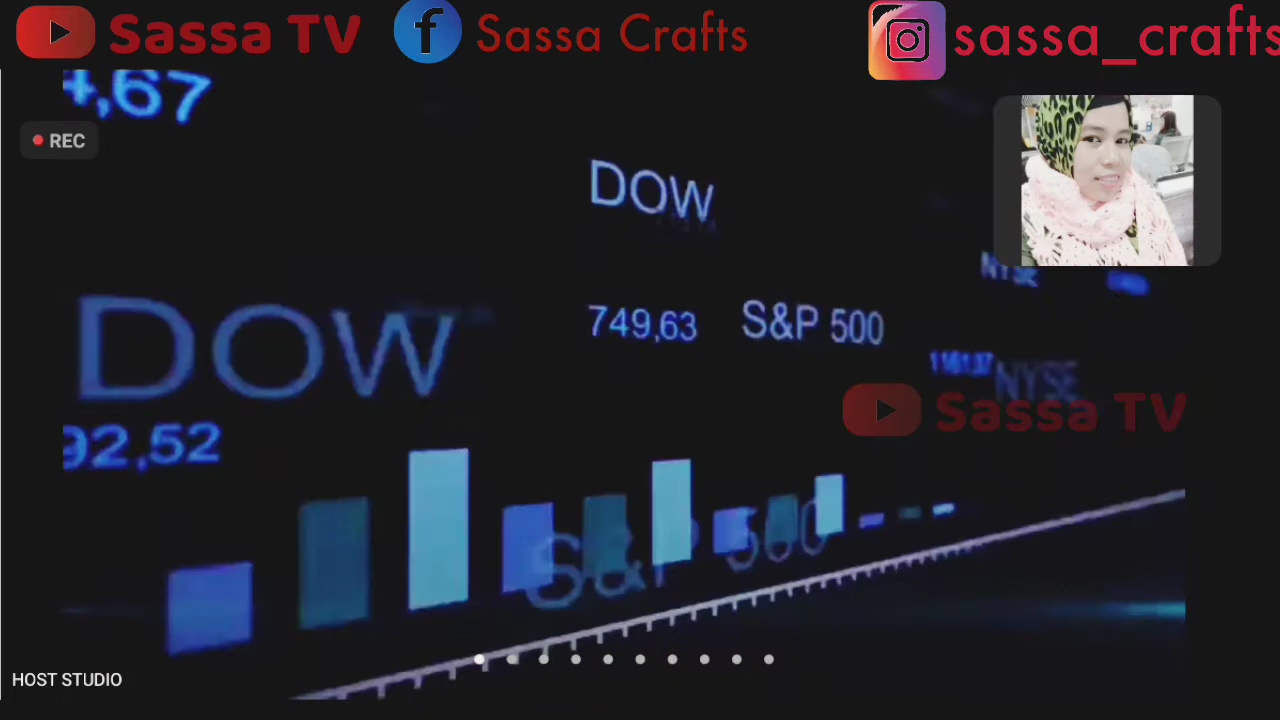 Sassa TV
Sassa Crafts
sassa_crafts
4,67
REC
DOW
NYSE
DOW
749,63
S&P 500
NYSE
Sassa TV
92,52
S&P 500
HOST STUDIO